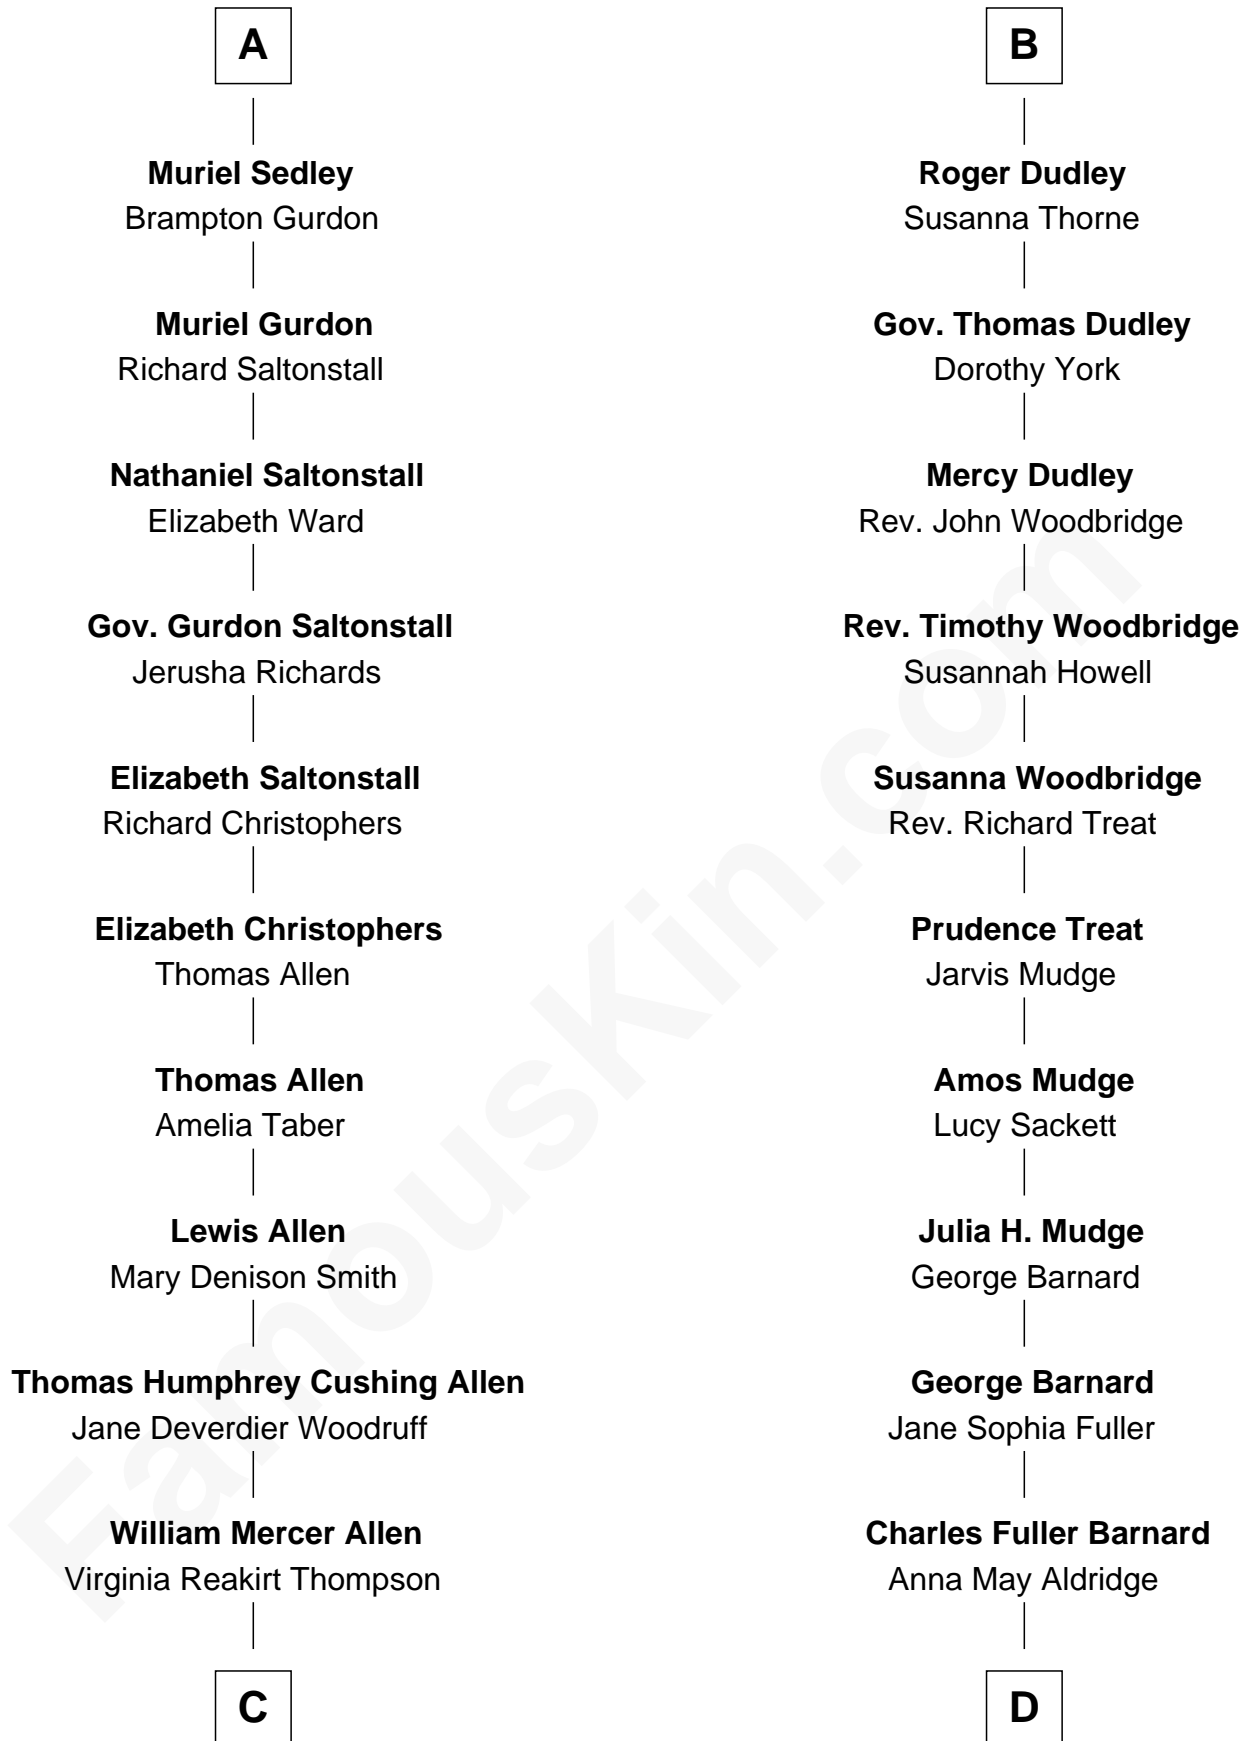 A
Muriel Sedley
Brampton Gurdon
Muriel Gurdon
Richard Saltonstall
Nathaniel Saltonstall
Elizabeth Ward
Gov. Gurdon Saltonstall
Jerusha Richards
Elizabeth Saltonstall
Richard Christophers
Elizabeth Christophers
Thomas Allen
Thomas Allen
Amelia Taber
Lewis Allen
Mary Denison Smith
Thomas Humphrey Cushing Allen
Jane Deverdier Woodruff
William Mercer Allen
Virginia Reakirt Thompson
C
B
Roger Dudley
Susanna Thorne
Gov. Thomas Dudley
Dorothy York
Mercy Dudley
Rev. John Woodbridge
Rev. Timothy Woodbridge
Susannah Howell
Susanna Woodbridge
Rev. Richard Treat
Prudence Treat
Jarvis Mudge
Amos Mudge
Lucy Sackett
Julia H. Mudge
George Barnard
George Barnard
Jane Sophia Fuller
Charles Fuller Barnard
Anna May Aldridge
D
FamousKin.com